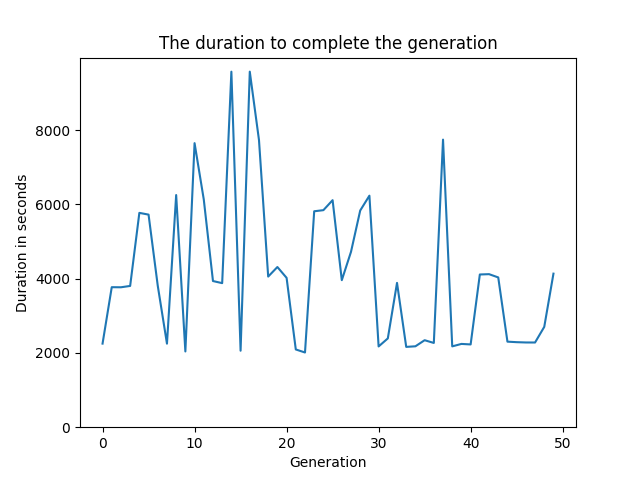 The duration to complete the generation
Duration in seconds
8000
6000
4000
2000
0
0 10 20 30 40 50
Generation